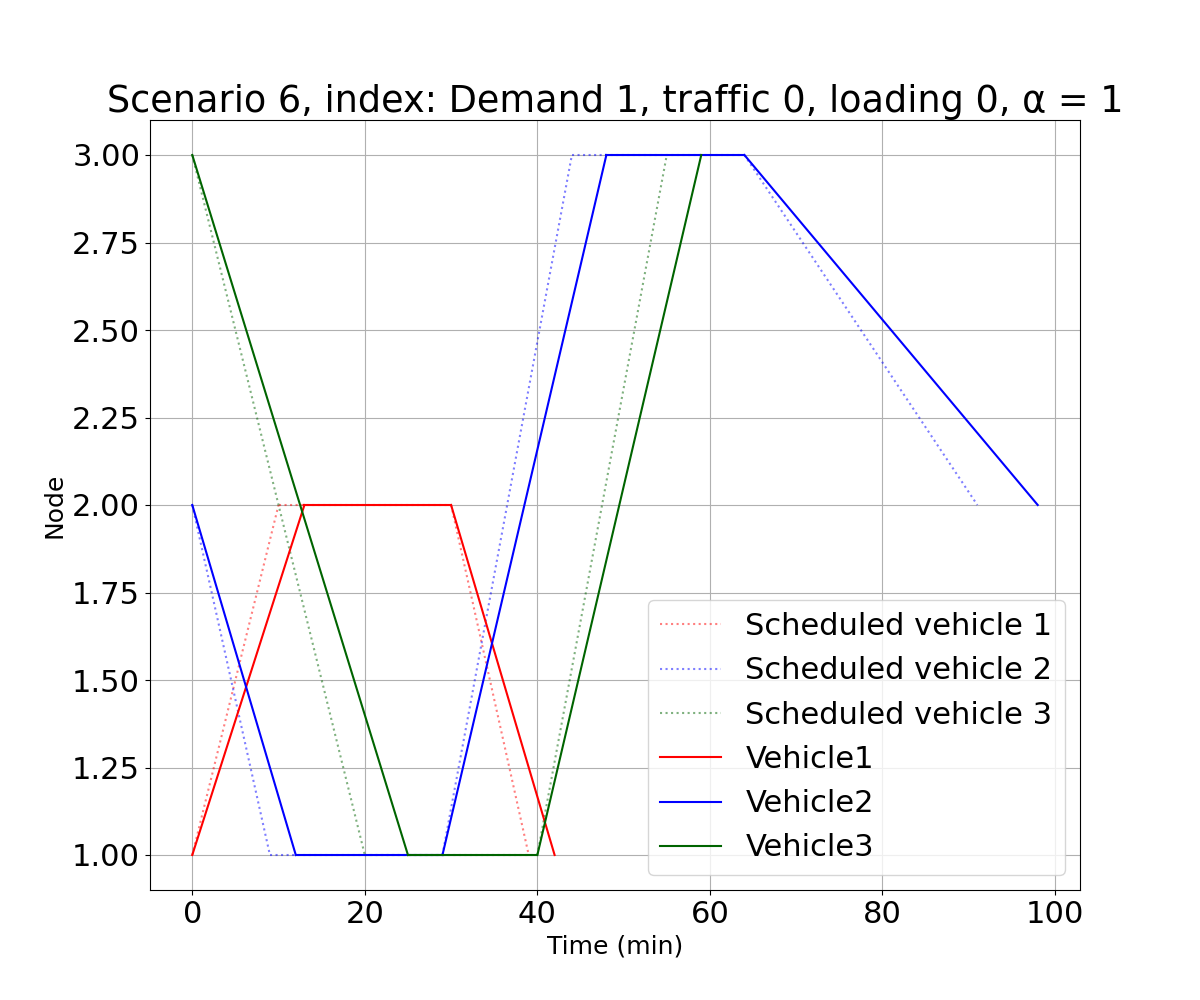 Scenario 6, index: Demand 1, traffic 0, loading 0, α = 1
3.00
2.75
2.50
2.25
2.00
1.75
1.50
1.25
1.00
Node
Scheduled vehicle 1
Scheduled vehicle 2
Scheduled vehicle 3
Vehicle1
Vehicle2
Vehicle3
0 20 40 60 80 100
Time (min)